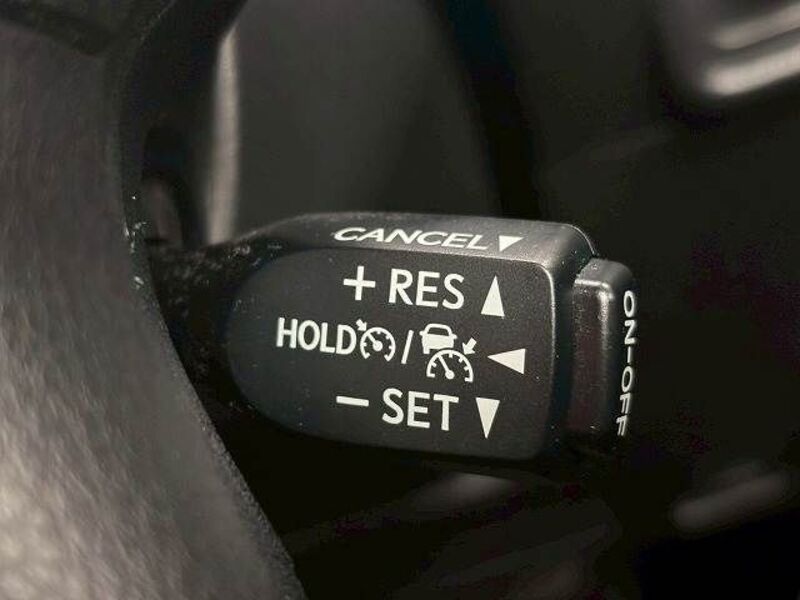 CANCEL▼
+ RES ▲
HOLD / ◀
− SET ▼
ON-OFF